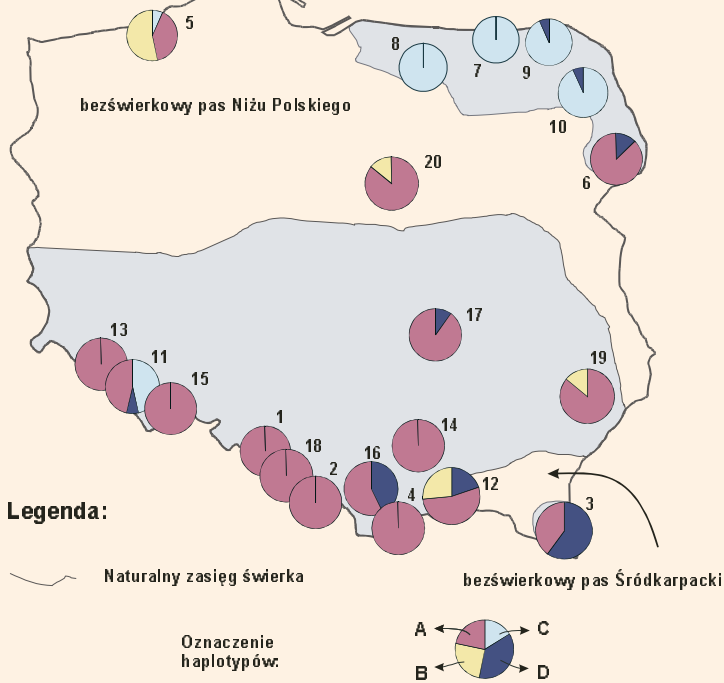 5
8
7
9
bezświerkowy pas Niżu Polskiego
10
20
6
17
13
11
15
19
1
14
18
16
2
4
12
3
Legenda:
Naturalny zasięg świerka
bezświerkowy pas Śródkarpacki
Oznaczenie
haplotypów:
A
C
B
D